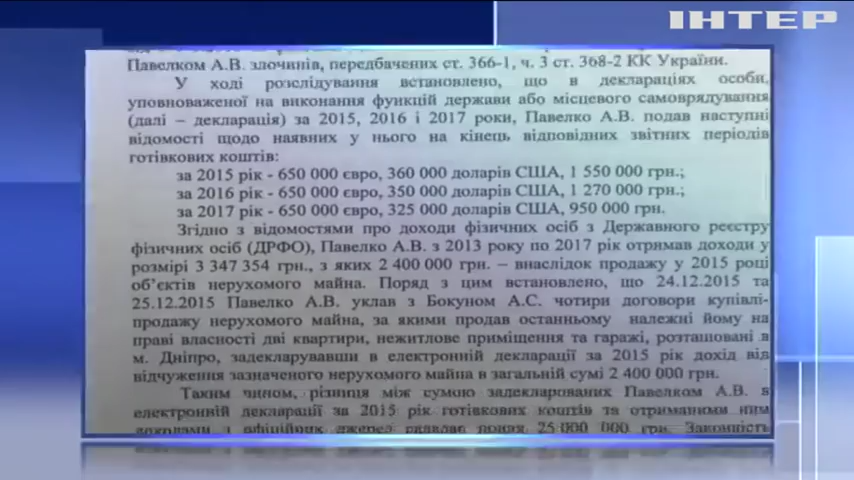 ІНТЕР
Павелком А.В. злочинів, передбачених ст. 366-1, ч. 3 ст. 368-2 КК України.
У ході розслідування встановлено, що в деклараціях особи,
уповноваженої на виконання функцій держави або місцевого самоврядування
(далі – декларація) за 2015, 2016 і 2017 роки, Павелко А.В. подав наступні
відомості щодо наявних у нього на кінець відповідних звітних періодів
готівкових коштів:
за 2015 рік - 650 000 євро, 360 000 доларів США, 1 550 000 грн.;
за 2016 рік - 650 000 євро, 350 000 доларів США, 1 270 000 грн.;
за 2017 рік - 650 000 євро, 325 000 доларів США, 950 000 грн.
Згідно з відомостями про доходи фізичних осіб з Державного реєстру
фізичних осіб (ДРФО), Павелко А.В. з 2013 року по 2017 рік отримав доходи у
розмірі 3 347 354 грн., з яких 2 400 000 грн. – внаслідок продажу у 2015 році
об'єктів нерухомого майна. Поряд з цим встановлено, що 24.12.2015 та
25.12.2015 Павелко А.В. уклав з Бокуном А.С. чотири договори купівлі-
продажу нерухомого майна, за якими продав останньому належні йому на
праві власності дві квартири, нежитлове приміщення та гаражі, розташовані в
м. Дніпро, задекларувавши в електронній декларації за 2015 рік дохід від
відчуження зазначеного нерухомого майна в загальній сумі 2 400 000 грн.
Таким чином, різниця між сумою задекларованих Павелком А.В. в
електронній декларації за 2015 рік готівкових коштів та отриманими ним
доходами з офіційних джерел складає понад 25 000 000 грн. Законність